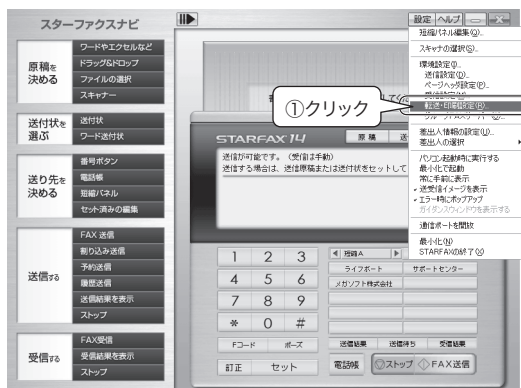 スターファクスナビ
設定 ヘルプ
原稿を
決める
ワードやエクセルなど
ドラッグ&ドロップ
ファイルの選択
スキャナー
送付状を
選ぶ
送付状
ワード送付状
送り先を
決める
番号ボタン
電話帳
短縮パネル
セット済みの編集
送信する
FAX 送信
割り込み送信
予約送信
履歴送信
送信結果を表示
ストップ
受信する
FAX受信
受信結果を表示
ストップ
①クリック
STARFAX'14
原稿
送信が可能です。(受信は手動)
送信する場合は、送信原稿または送付状をセットして
短縮パネル編集(Q)...
スキャナの選択(S)...
環境設定(I)...
送信設定(O)...
ページヘッダ設定(P)...
転送・印刷設定(R)...
差出人情報の設定(U)...
差出人の選択
パソコン起動時に実行する
最小化で起動
常に手前に表示
送受信イメージを表示
エラー時にポップアップ
ガイダンスウィンドウを表示する
通信ポートを開放
最小化(N)
STARFAXの終了(X)
1 2 3
4 5 6
7 8 9
* 0 #
Fコード ポーズ
訂正 セット
短縮A
ライフボート サポートセンター
メガソフト株式会社
送信結果 送信待ち 受信結果
電話帳 ストップ FAX送信